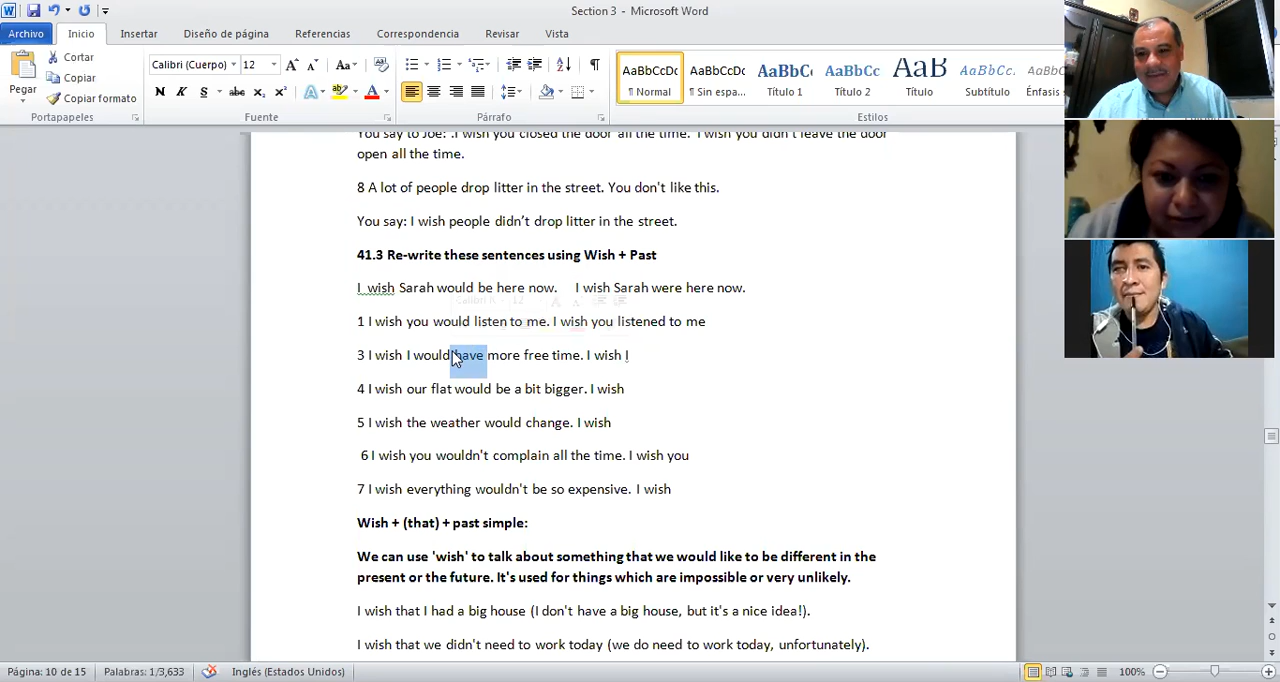 Section 3 - Microsoft Word
Archivo Inicio Insertar Diseño de página Referencias Correspondencia Revisar Vista
Pegar
Cortar
Copiar
Copiar formato
Portapapeles
Calibri (Cuerpo) 12
N K S abc x₂ x²
Fuente
Párrafo
AaBbCcDc AaBbCcDc AaBbC AaBbCc AaB AaBbCc
¶ Normal ¶ Sin espa... Título 1 Título 2 Título Subtítulo Énfasis
Estilos
You say to Joe: .I wish you closed the door all the time. I wish you didn't leave the door
open all the time.
8 A lot of people drop litter in the street. You don't like this.
You say: I wish people didn’t drop litter in the street.
41.3 Re-write these sentences using Wish + Past
I wish Sarah would be here now. I wish Sarah were here now.
1 I wish you would listen to me. I wish you listened to me
3 I wish I would have more free time. I wish I
4 I wish our flat would be a bit bigger. I wish
5 I wish the weather would change. I wish
6 I wish you wouldn't complain all the time. I wish you
7 I wish everything wouldn't be so expensive. I wish
Wish + (that) + past simple:
We can use 'wish' to talk about something that we would like to be different in the
present or the future. It's used for things which are impossible or very unlikely.
I wish that I had a big house (I don't have a big house, but it's a nice idea!).
I wish that we didn't need to work today (we do need to work today, unfortunately).
Página: 10 de 15 Palabras: 1/3,633 Inglés (Estados Unidos) 100%